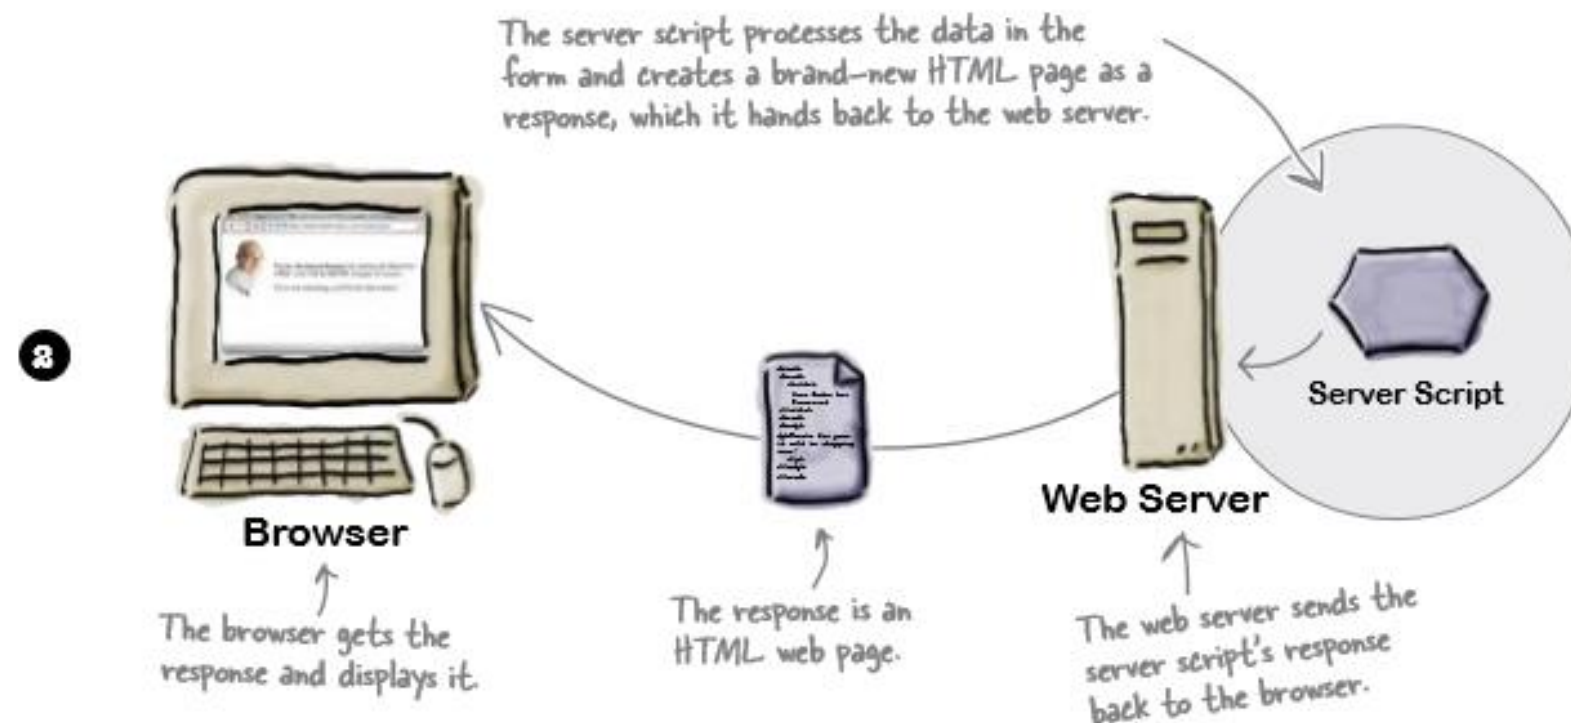 The server script processes the data in the
form and creates a brand-new HTML page as a
response, which it hands back to the web server.
2
Server Script
Web Server
Browser
The browser gets the
response and displays it.
The response is an
HTML web page.
The web server sends the
server script's response
back to the browser.